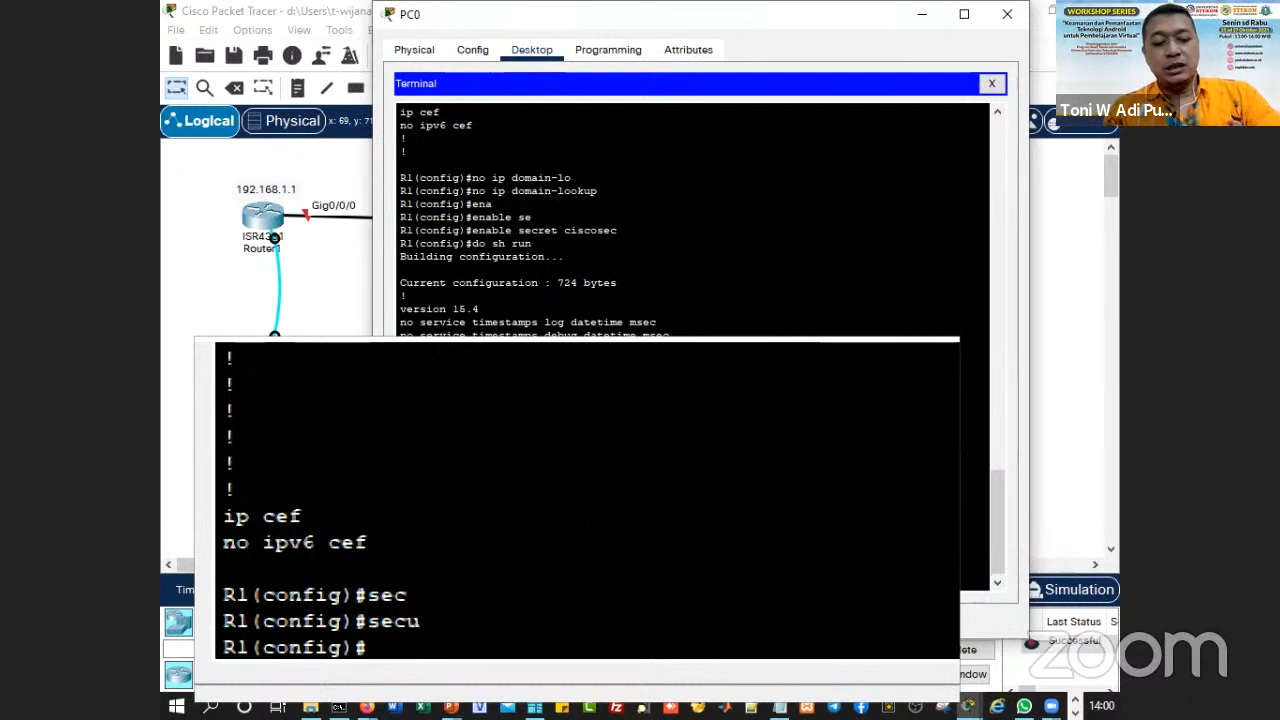 Cisco Packet Tracer - d:\Users\t-wijana
File Edit Options View Tools
Logical
Physical
x: 69, y: 71
192.168.1.1
Gig0/0/0
Router1
PC0
Physical Config Desktop Programming Attributes
Terminal
X
ip cef
no ipv6 cef
!
!
R1(config)#no ip domain-lo
R1(config)#no ip domain-lookup
R1(config)#ena
R1(config)#enable se
R1(config)#enable secret ciscosec
R1(config)#do sh run
Building configuration...
Current configuration : 724 bytes
!
version 15.4
no service timestamps log datetime msec
no service timestamps debug datetime msec
!
!
!
!
!
!
ip cef
no ipv6 cef
R1(config)#sec
R1(config)#secu
R1(config)#
Simulation
Last Status
Successful
zoom
14:00
WORKSHOP SERIES
"Keamanan dan Pemanfaatan
Teknologi Android
untuk Pembelajaran Virtual"
Senin sd Rabu
Toni W Adi Pu...